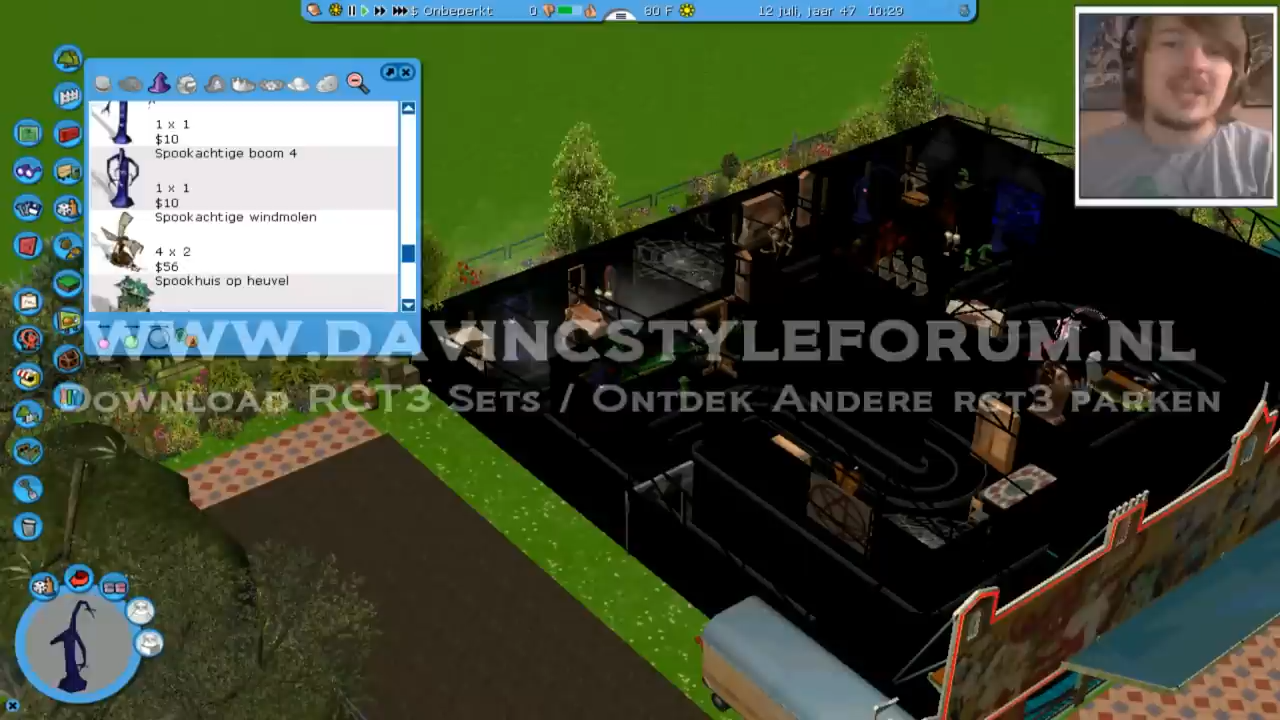 $ Onbeperkt 0 80 F 12 juli, jaar 47 10:29
1 x 1
$10
Spookachtige boom 4
1 x 1
$10
Spookachtige windmolen
4 x 2
$56
Spookhuis op heuvel
www.davincstyleforum.nl
Download RCT3 Sets / Ontdek Andere rct3 parken